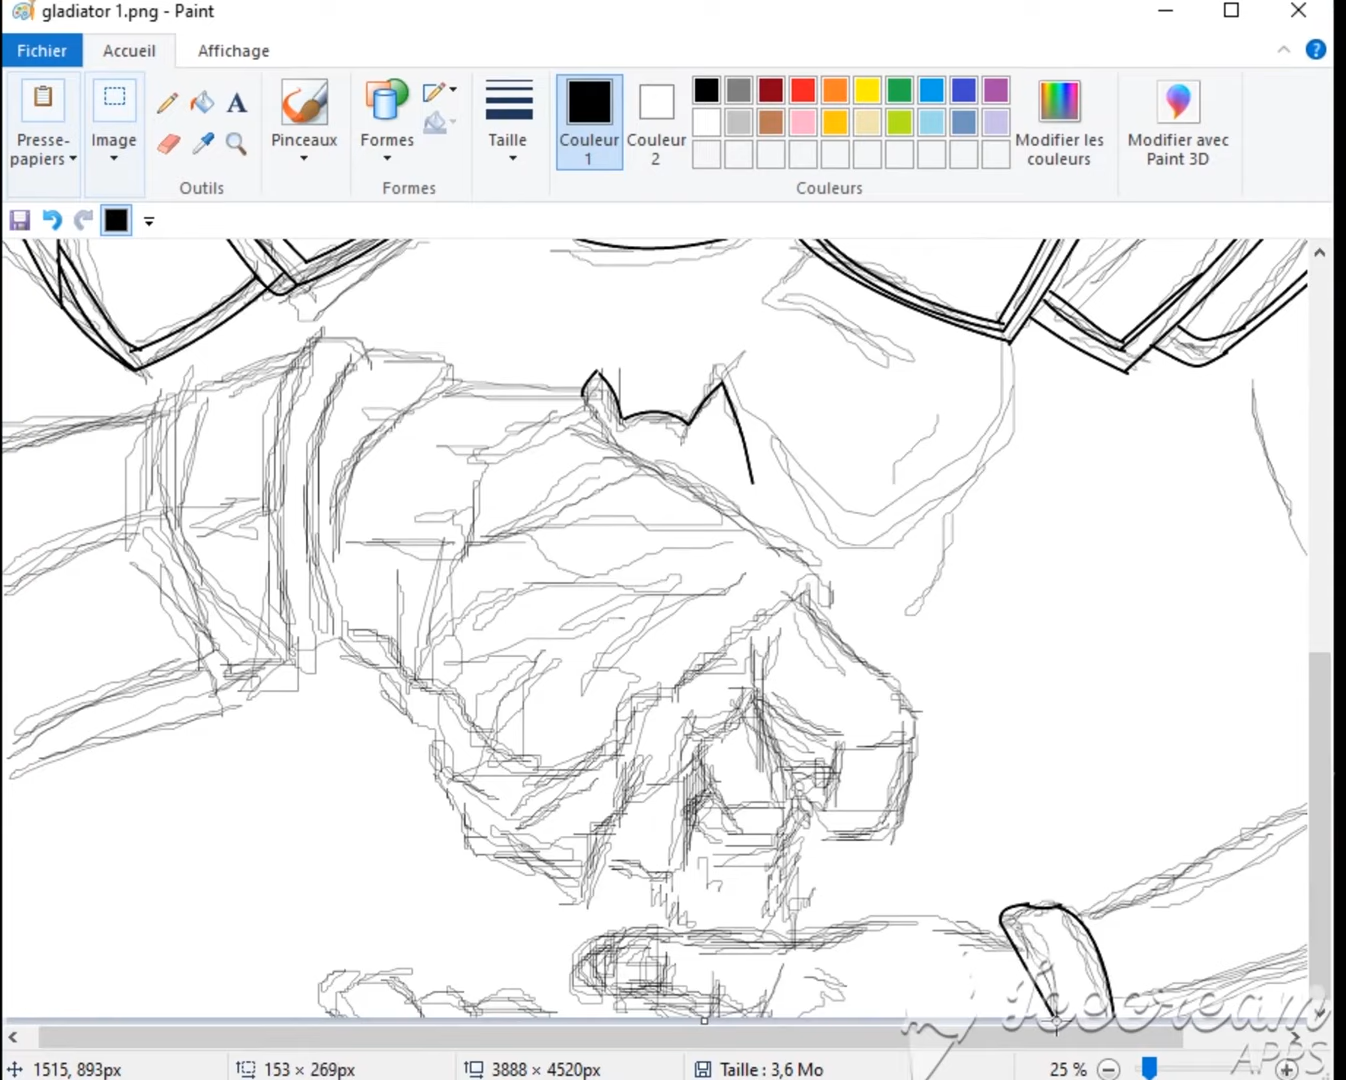 gladiator 1.png - Paint
Fichier Accueil Affichage
Presse-
papiers
Image
A
Outils
Pinceaux
Formes
Formes
Taille
Couleur
1
Couleur
2
Couleurs
Modifier les
couleurs
Modifier avec
Paint 3D
Icecream
APPS
1515, 893px 153 × 269px 3888 × 4520px Taille : 3,6 Mo 25 %